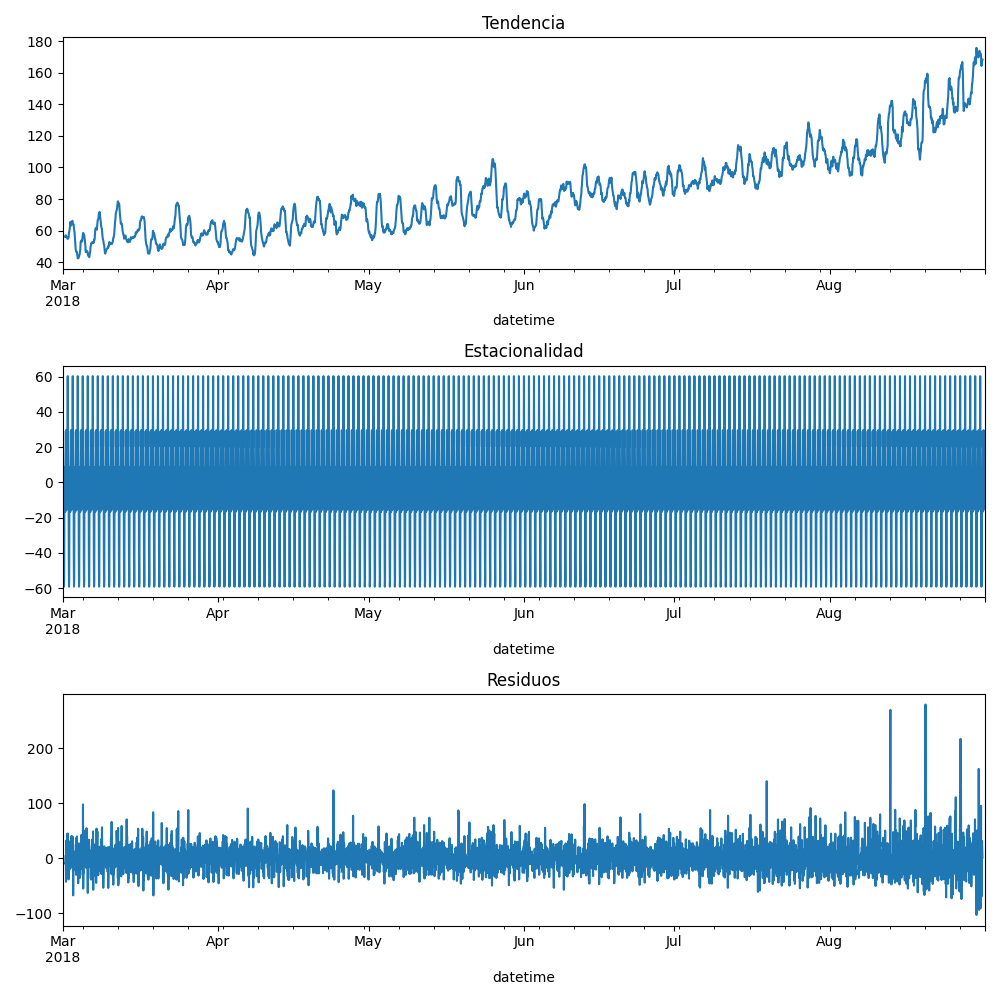 Tendencia
180
160
140
120
100
80
60
40
Mar Apr May Jun Jul Aug
2018
datetime
Estacionalidad
60
40
20
0
−20
−40
−60
Mar Apr May Jun Jul Aug
2018
datetime
Residuos
200
100
0
−100
Mar Apr May Jun Jul Aug
2018
datetime